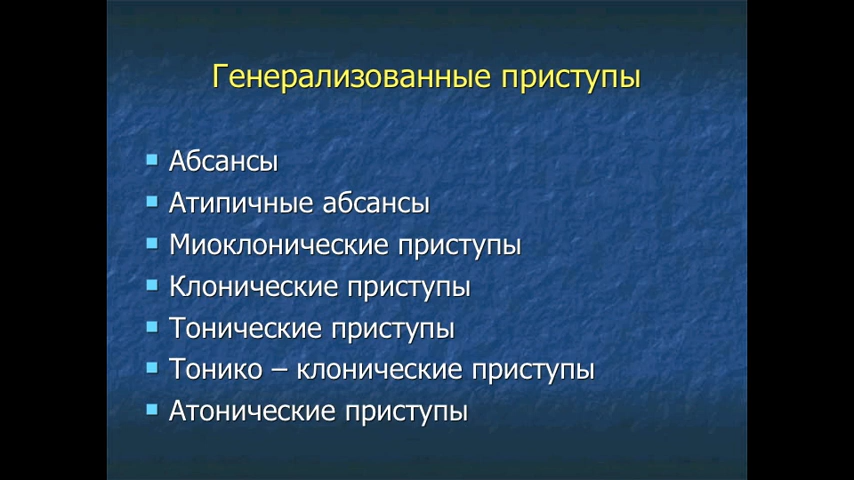 Генерализованные приступы
Абсансы
Атипичные абсансы
Миоклонические приступы
Клонические приступы
Тонические приступы
Тонико – клонические приступы
Атонические приступы